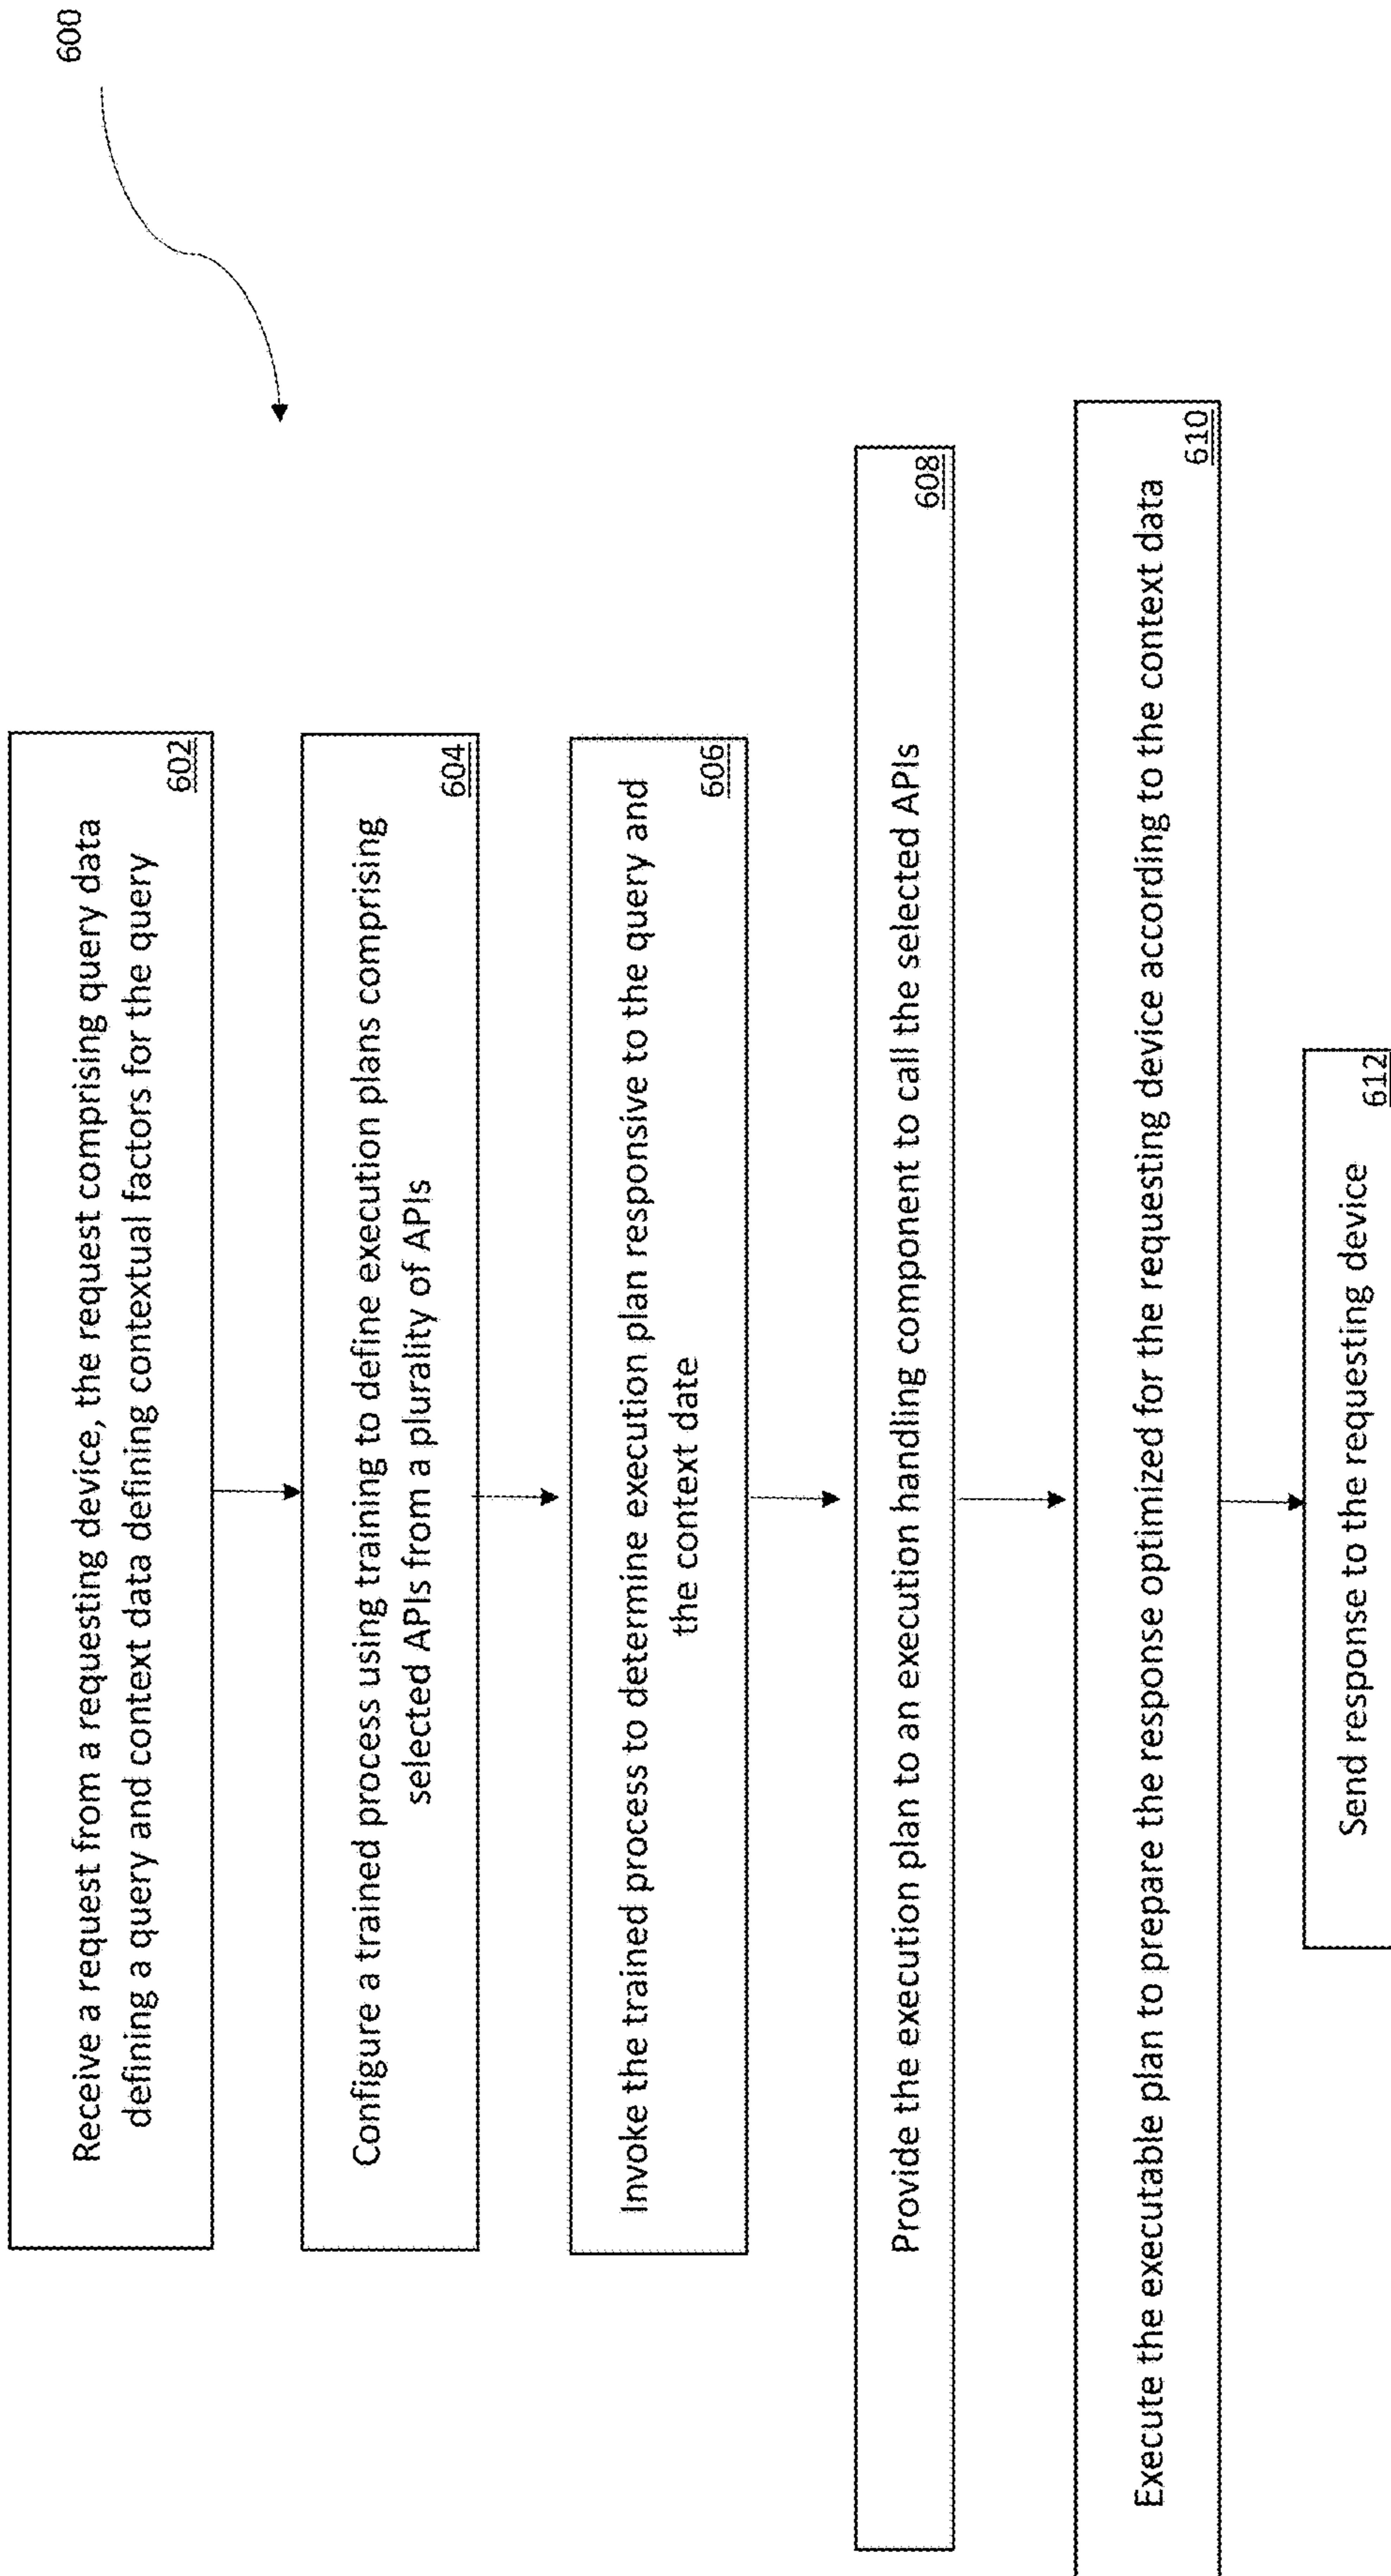 600
Receive a request from a requesting device, the request comprising query data
defining a query and context data defining contextual factors for the query
602
Configure a trained process using training to define execution plans comprising
selected APIs from a plurality of APIs
604
Invoke the trained process to determine execution plan responsive to the query and
the context date
606
Provide the execution plan to an execution handling component to call the selected APIs
608
Execute the executable plan to prepare the response optimized for the requesting device according to the context data
610
Send response to the requesting device
612